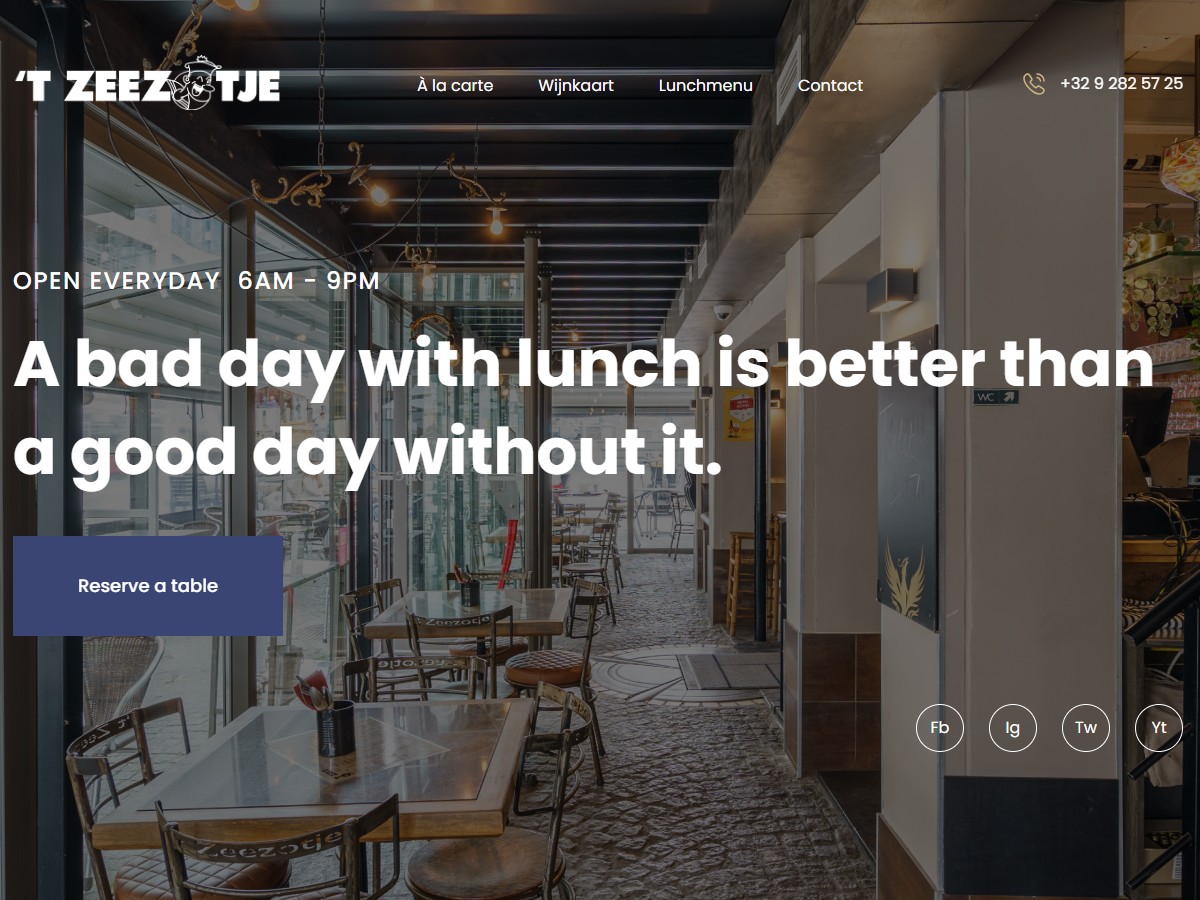 'T ZEEZOTJE
À la carte
Wijnkaart
Lunchmenu
Contact
+32 9 282 57 25
OPEN EVERYDAY 6AM - 9PM
A bad day with lunch is better than
a good day without it.
WC
Reserve a table
't Zeezotje
Fb
Ig
Tw
Yt
Zeezotje